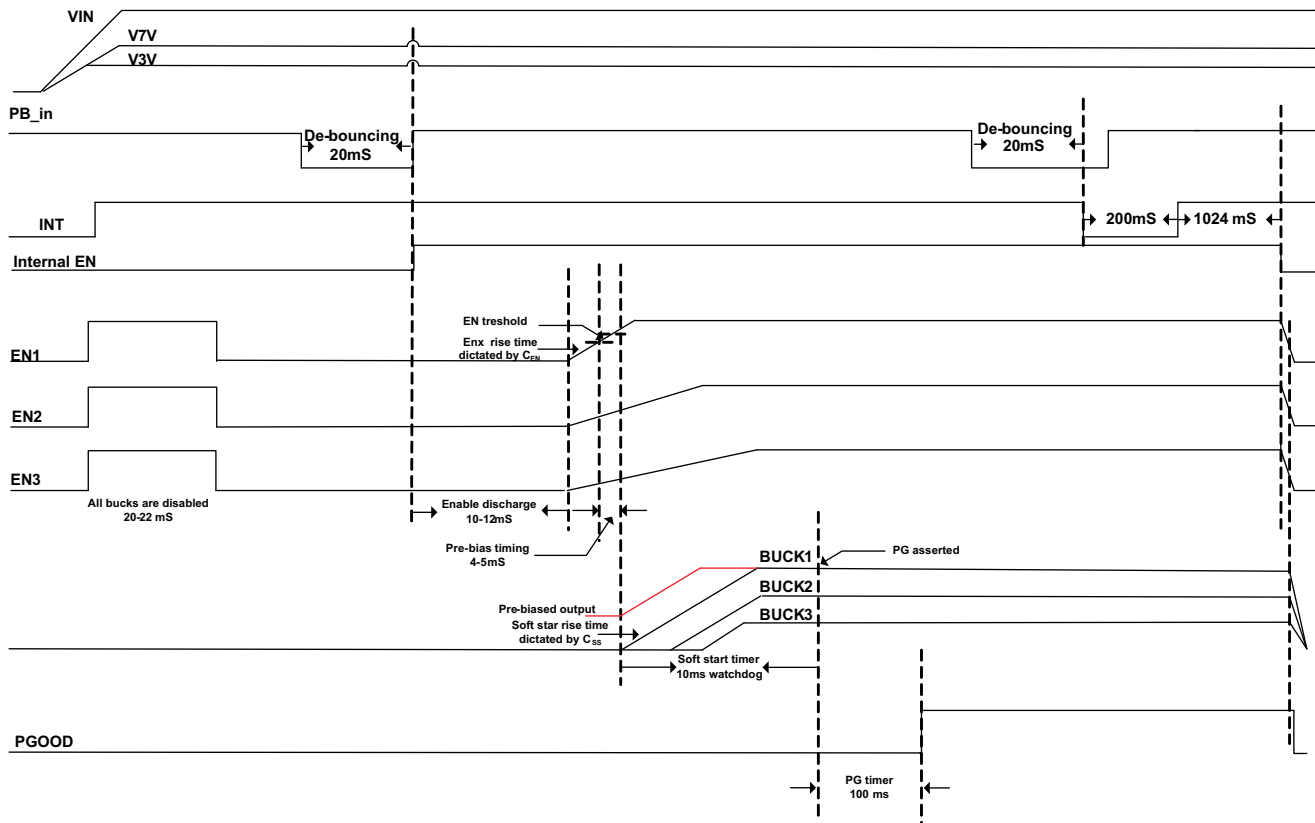 VIN
V7V
V3V
PB_in
De-bouncing
20mS
De-bouncing
20mS
INT
200mS
1024 mS
Internal EN
EN treshold
Enx rise time
dictated by CEN
EN1
EN2
EN3
All bucks are disabled
20-22 mS
Enable discharge
10-12mS
Pre-bias timing
4-5mS
BUCK1
PG asserted
BUCK2
Pre-biased output
BUCK3
Soft star rise time
dictated by CSS
Soft start timer
10ms watchdog
PGOOD
PG timer
100 ms